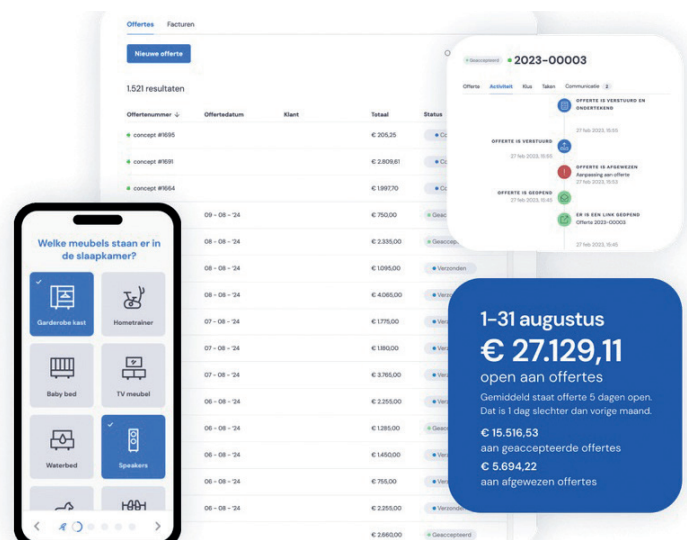 Offertes Facturen
Nieuwe offerte
1.521 resultaten
Offertenummer ↓ Offertedatum Klant Totaal Status
concept #1695 € 205,25
concept #1691 € 2.809,61
concept #1664 € 1.997,70
09 - 08 - '24 € 750,00
08 - 08 - '24 € 2.335,00
08 - 08 - '24 € 1.095,00 Verzonden
08 - 08 - '24 € 4.065,00
07 - 08 - '24 € 1.775,00
07 - 08 - '24 € 1.190,00
07 - 08 - '24 € 3.765,00
06 - 08 - '24 € 2.255,00
06 - 08 - '24 € 1.285,00
06 - 08 - '24 € 1.450,00
06 - 08 - '24 € 755,00
06 - 08 - '24 € 2.255,00
€ 2.660,00 Geaccepteerd
Geaccepteerd 2023-00003
Offerte Activiteit Klus Taken Communicatie 2
OFFERTE IS VERSTUURD EN
ONDERTEKEND
27 feb 2023, 15:55
OFFERTE IS VERSTUURD
27 feb 2023, 15:55
OFFERTE IS AFGEWEZEN
Aanpassing aan offerte
27 feb 2023, 15:52
OFFERTE IS GEOPEND
27 feb 2023, 15:45
ER IS EEN LINK GEOPEND
Offerte 2023-00003
27 feb 2023, 15:45
Welke meubels staan er in
de slaapkamer?
Garderobe kast Hometrainer
Baby bed TV meubel
Waterbed Speakers
1-31 augustus
€ 27.129,11
open aan offertes
Gemiddeld staat offerte 5 dagen open.
Dat is 1 dag slechter dan vorige maand.
€ 15.516,53
aan geaccepteerde offertes
€ 5.694,22
aan afgewezen offertes